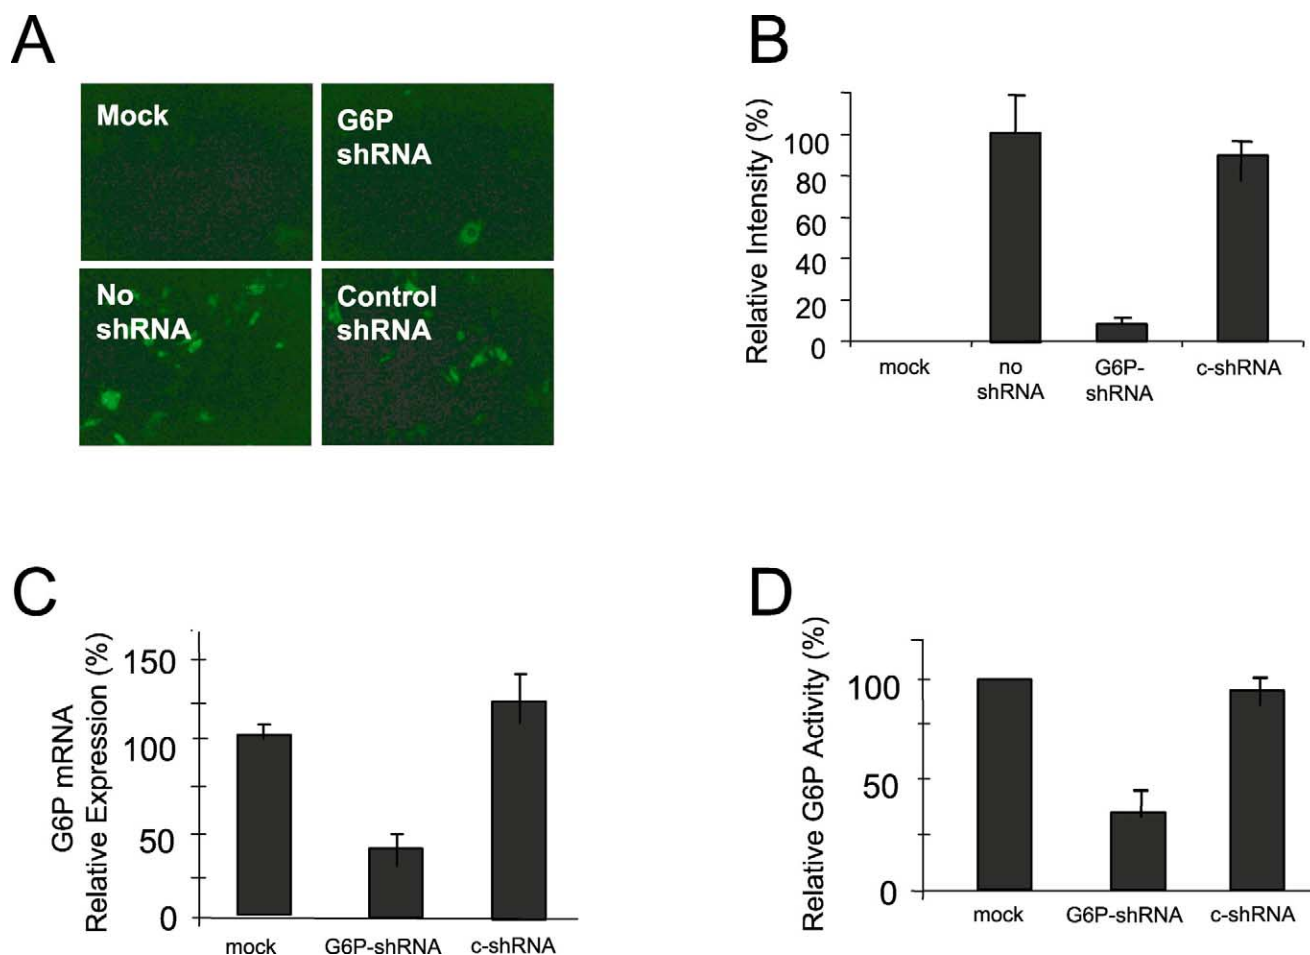 A
Mock
G6P
shRNA
No
shRNA
Control
shRNA
B
Relative Intensity (%)
100
80
60
40
20
0
mock
no
shRNA
G6P-
shRNA
c-shRNA
C
G6P mRNA
Relative Expression (%)
150
100
50
0
mock
G6P-shRNA
c-shRNA
D
Relative G6P Activity (%)
100
50
0
mock
G6P-shRNA
c-shRNA